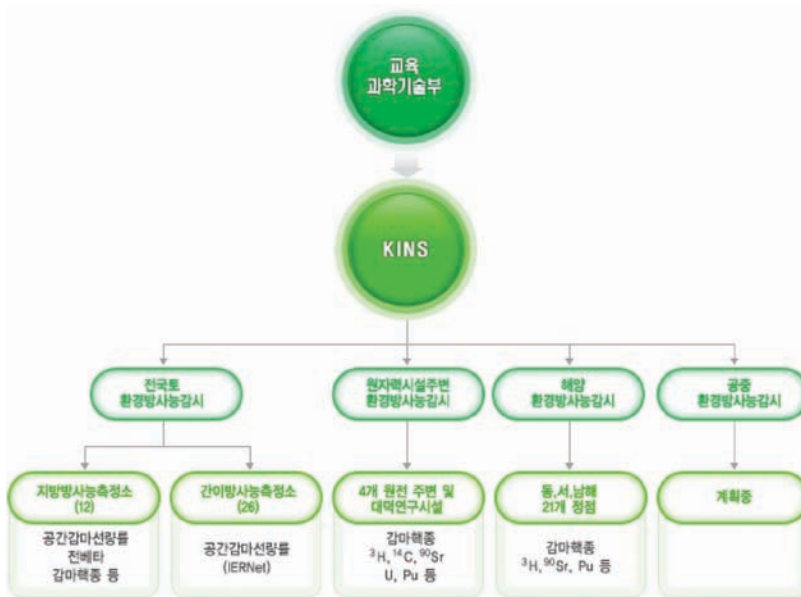 교육
과학기술부
KINS
전국토
환경방사능감시
원자력시설주변
환경방사능감시
해양
환경방사능감시
공중
환경방사능감시
지방방사능측정소
(12)
공간감마선량률
전베타
감마핵종 등
간이방사능측정소
(26)
공간감마선량률
(IERNet)
4개 원전 주변 및
대덕연구시설
감마핵종
³H, ¹⁴C, ⁹⁰Sr
U, Pu 등
동,서,남해
21개 정점
감마핵종
³H, ⁹⁰Sr, Pu 등
계획중